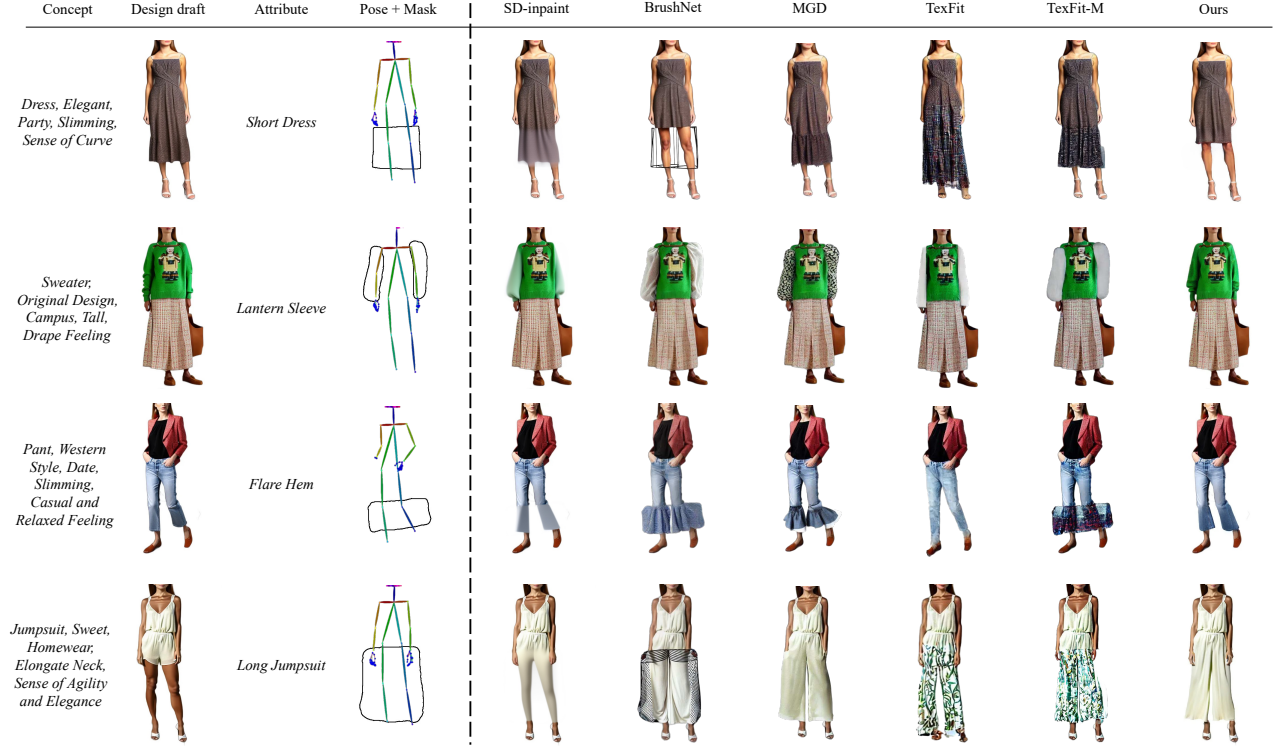 Concept Design draft Attribute Pose + Mask SD-inpaint BrushNet MGD TexFit TexFit-M Ours
Dress, Elegant,
Party, Slimming,
Sense of Curve
Short Dress
Sweater,
Original Design,
Campus, Tall,
Drape Feeling
Lantern Sleeve
Pant, Western
Style, Date,
Slimming,
Casual and
Relaxed Feeling
Flare Hem
Jumpsuit, Sweet,
Homewear,
Elongate Neck,
Sense of Agility
and Elegance
Long Jumpsuit